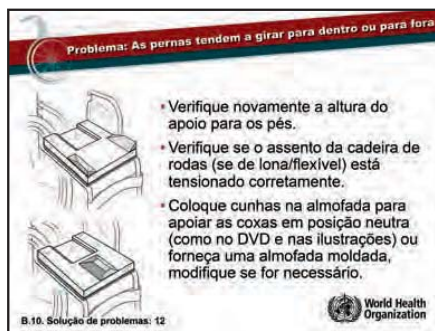 Problema: As pernas tendem a girar para dentro ou para fora
• Verifique novamente a altura do
apoio para os pés.
• Verifique se o assento da cadeira de
rodas (se de lona/flexível) está
tensionado corretamente.
• Coloque cunhas na almofada para
apoiar as coxas em posição neutra
(como no DVD e nas ilustrações) ou
forneça uma almofada moldada,
modifique se for necessário.
B.10. Solução de problemas: 12
World Health
Organization